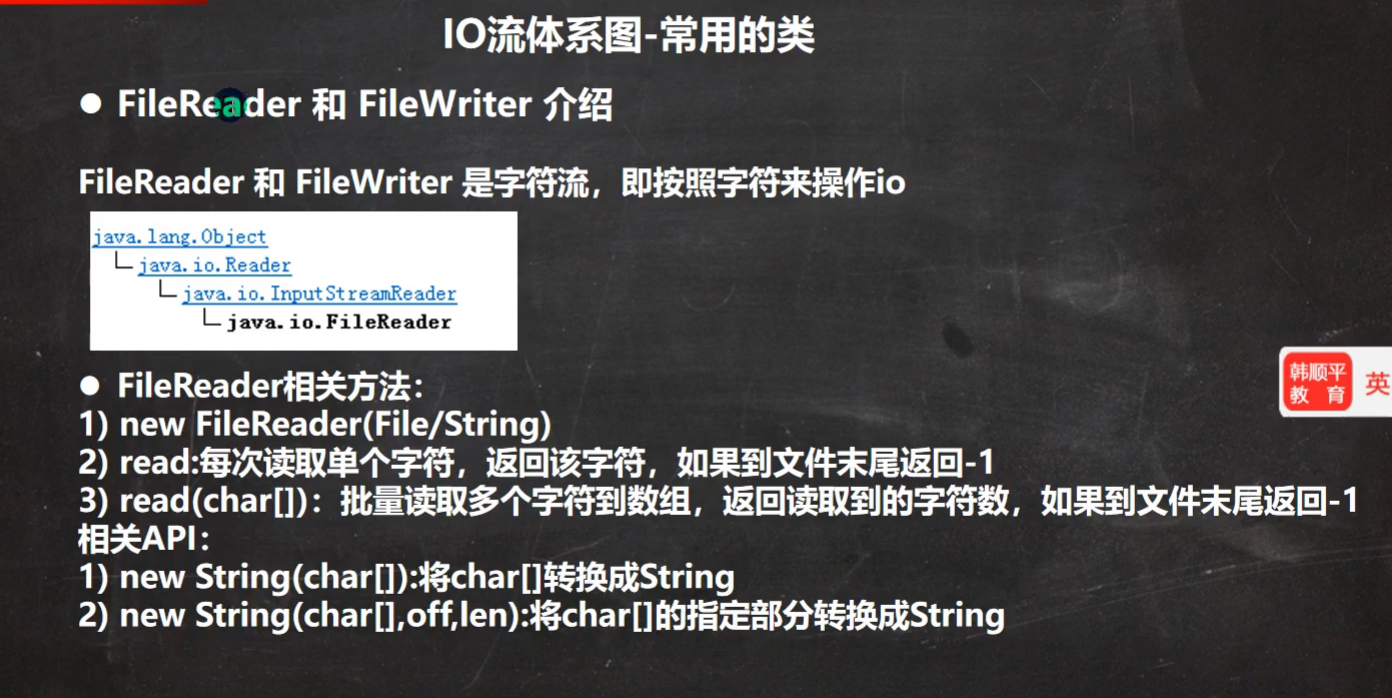 IO流体系图-常用的类
● FileReader 和 FileWriter 介绍
FileReader 和 FileWriter 是字符流，即按照字符来操作io
java.lang.Object
java.io.Reader
java.io.InputStreamReader
java.io.FileReader
● FileReader相关方法：
1) new FileReader(File/String)
2) read:每次读取单个字符，返回该字符，如果到文件末尾返回-1
3) read(char[])：批量读取多个字符到数组，返回读取到的字符数，如果到文件末尾返回-1
相关API：
1) new String(char[]):将char[]转换成String
2) new String(char[],off,len):将char[]的指定部分转换成String
韩顺平
教 育
英